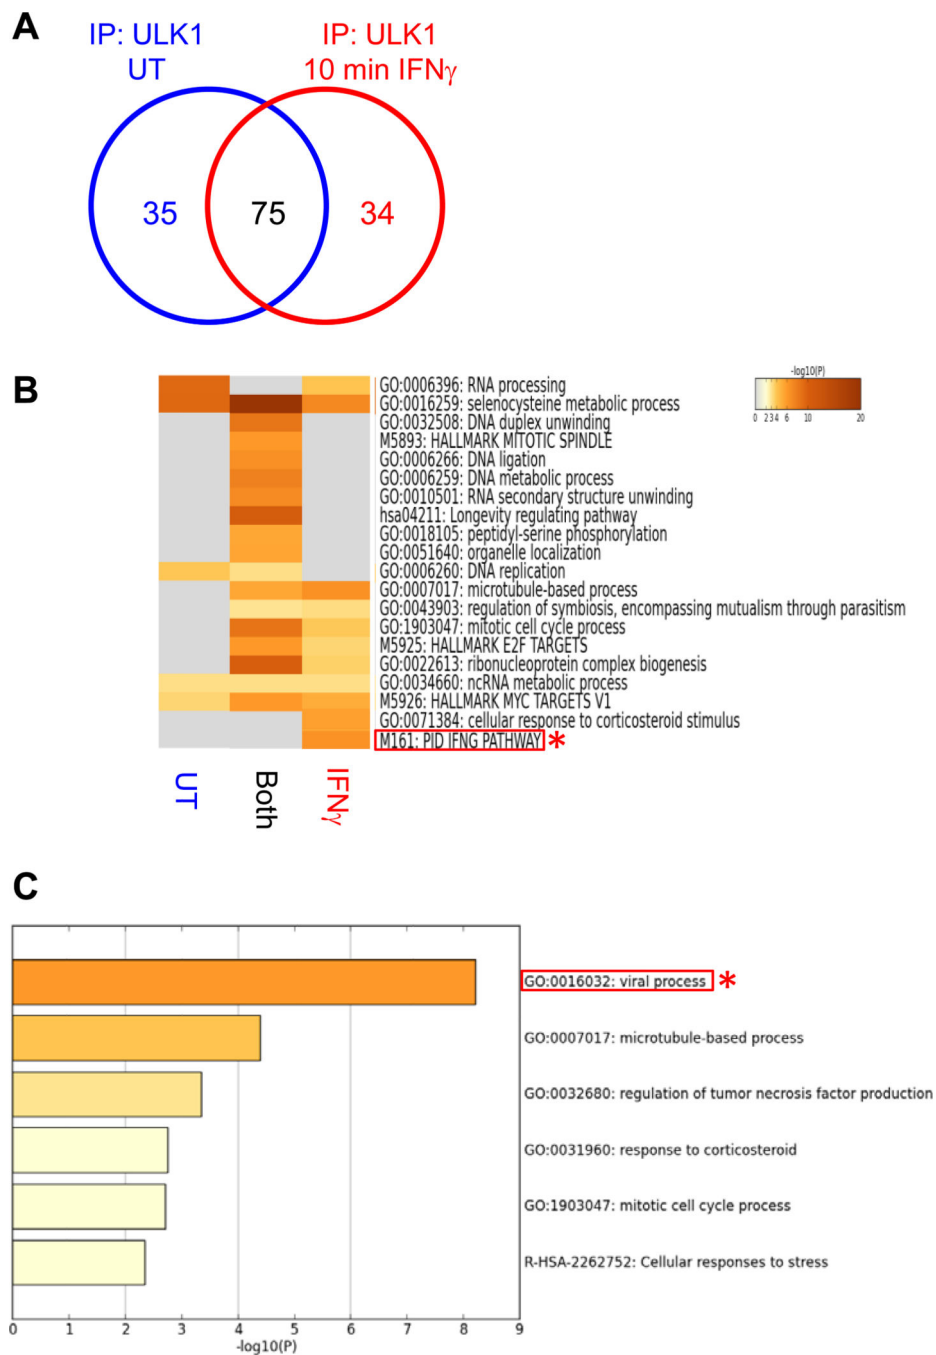 A
IP: ULK1
UT
IP: ULK1
10 min IFNγ
35
75
34
B
GO:0006396: RNA processing
GO:0016259: selenocysteine metabolic process
GO:0032508: DNA duplex unwinding
M5893: HALLMARK MITOTIC SPINDLE
GO:0006266: DNA ligation
GO:0006259: DNA metabolic process
GO:0010501: RNA secondary structure unwinding
hsa04211: Longevity regulating pathway
GO:0018105: peptidyl-serine phosphorylation
GO:0051640: organelle localization
GO:0006260: DNA replication
GO:0007017: microtubule-based process
GO:0043903: regulation of symbiosis, encompassing mutualism through parasitism
GO:1903047: mitotic cell cycle process
M5925: HALLMARK E2F TARGETS
GO:0022613: ribonucleoprotein complex biogenesis
GO:0034660: ncRNA metabolic process
M5926: HALLMARK MYC TARGETS V1
GO:0071384: cellular response to corticosteroid stimulus
M161: PID IFNG PATHWAY *
-log10(P)
0 2 3 4 6 10 20
UT
Both
IFNγ
C
GO:0016032: viral process *
GO:0007017: microtubule-based process
GO:0032680: regulation of tumor necrosis factor production
GO:0031960: response to corticosteroid
GO:1903047: mitotic cell cycle process
R-HSA-2262752: Cellular responses to stress
0 1 2 3 4 5 6 7 8 9
-log10(P)